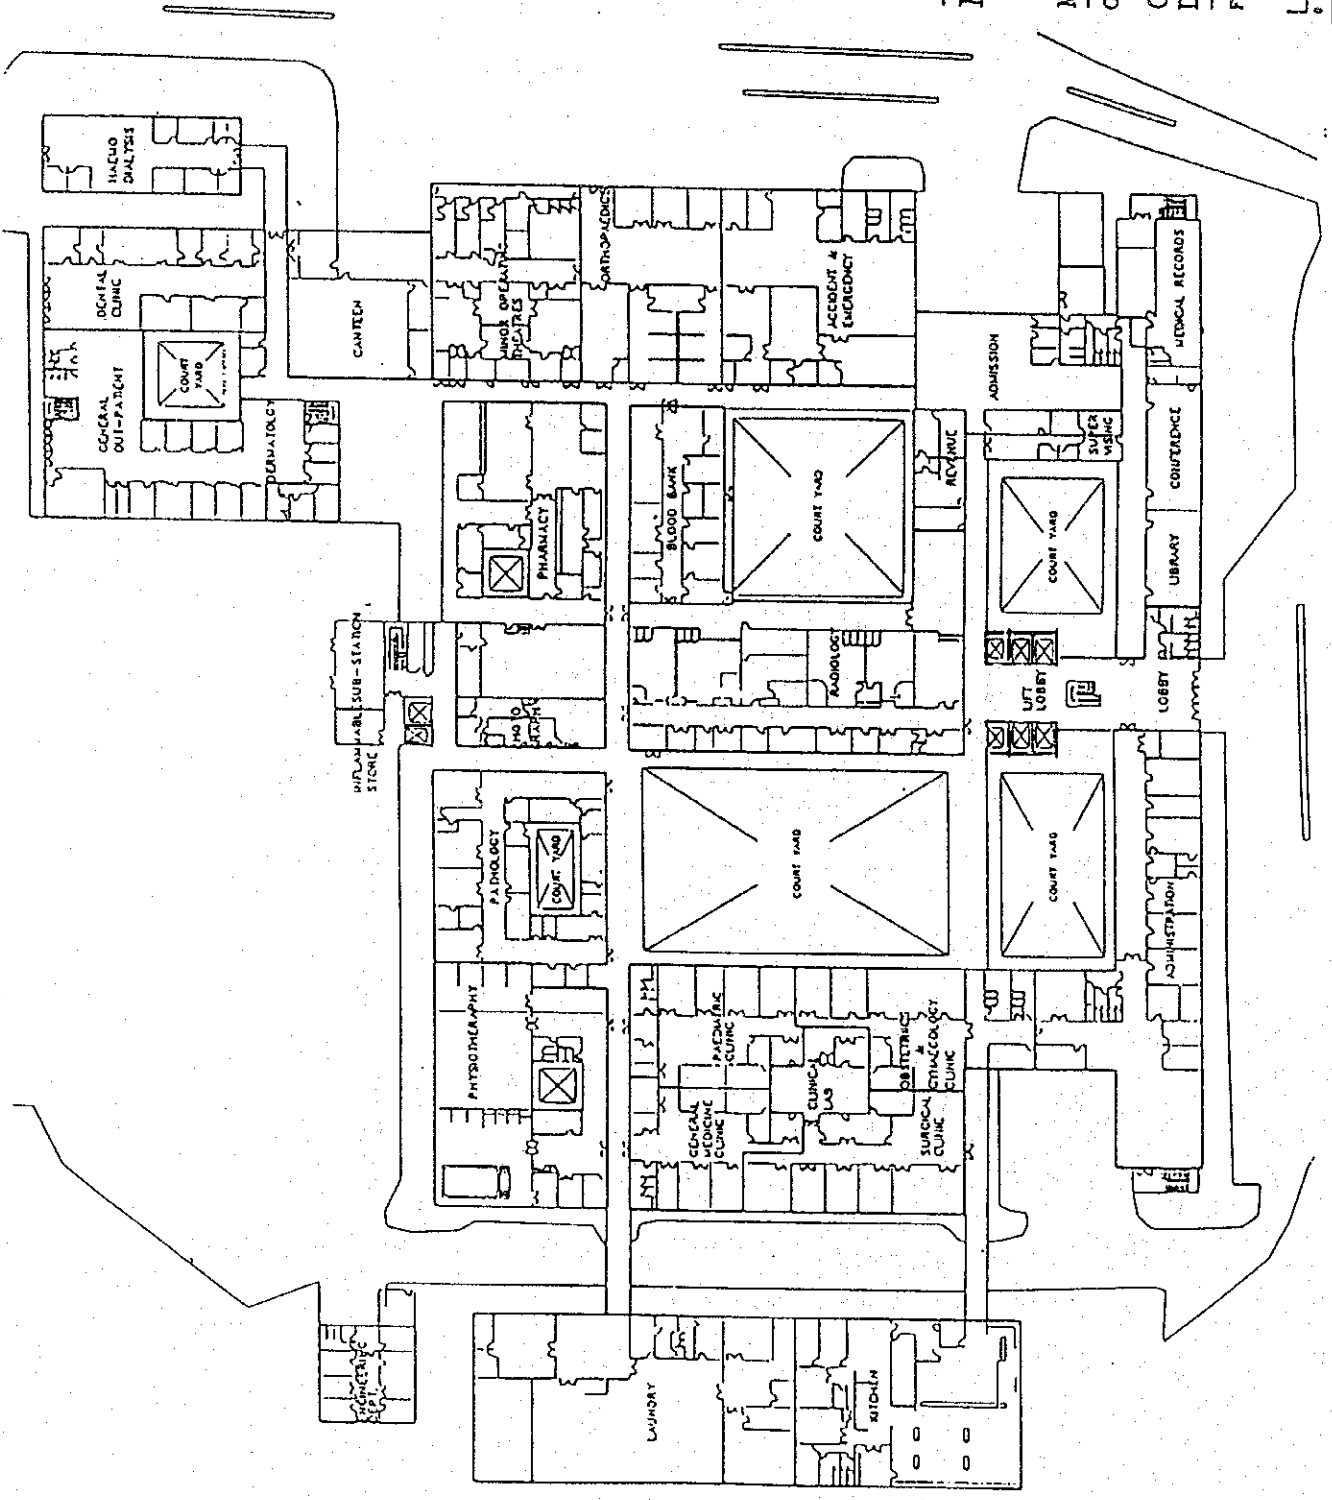 HAEMO
DIALYSIS
DENTAL
CLINIC
GENERAL
OUT-PATIENT
COURT
YARD
DERMATOLOGY
CANTEEN
MINOR OPERATING
THEATRES
ORTHOPAEDICS
ACCIDENT &
EMERGENCY
ADMISSION
MEDICAL RECORDS
PHARMACY
BLOOD BANK
COURT YARD
REVENUE
SUPER
VISING
CONFERENCE
COURT YARD
LIBRARY
SUB-STATION
INFLAMMABLE
STORE
RADIOLOGY
LIFT
LOBBY
LOBBY
PATHOLOGY
COURT YARD
COURT YARD
COURT YARD
ADMINISTRATION
PHYSIOTHERAPY
PAEDIATRIC
CLINIC
GENERAL
MEDICINE
CLINIC
CLINICAL
LAB
OBSTETRICS
&
GYNAECOLOGY
CLINIC
SURGICAL
CLINIC
ENGINEERING
DEPT.
LAUNDRY
KITCHEN